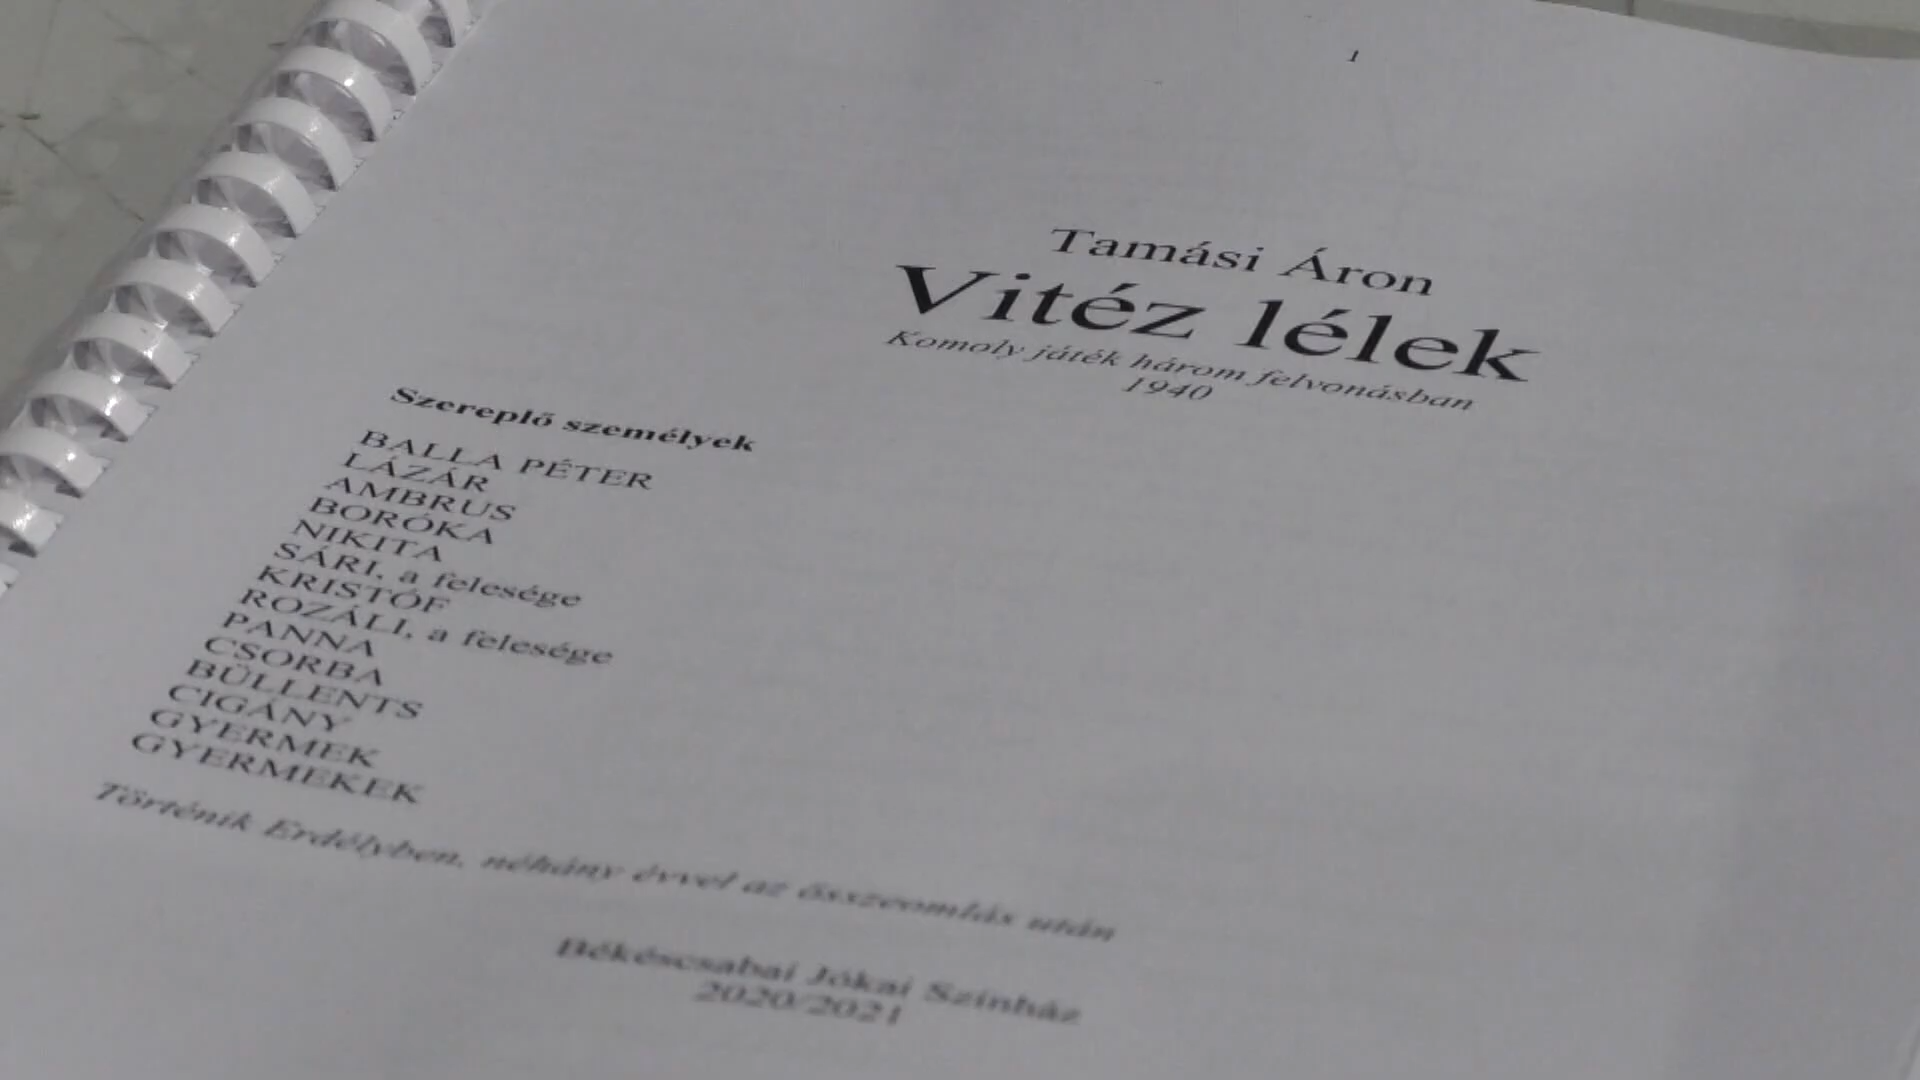 1
Tamási Áron
Vitéz lélek
Komoly játék három felvonásban
1940
Szereplő személyek
BALLA PÉTER
LÁZÁR
AMBRUS
BORÓKA
NIKITA
SÁRI, a felesége
KRISTÓF
ROZÁLI, a felesége
PANNA
CSORBA
BÜLLENTS
CIGÁNY
GYERMEK
GYERMEKEK
Történik Erdélyben, néhány évvel az összeomlás után
Békéscsabai Jókai Színház
2020/2021